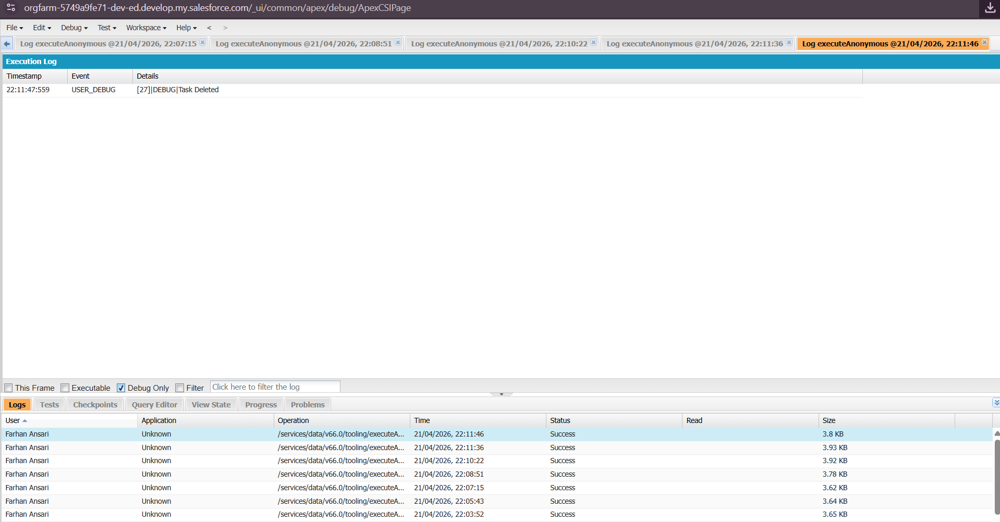 orgfarm-5749a9fe71-dev-ed.develop.my.salesforce.com/_ui/common/apex/debug/ApexCSIPage
File Edit Debug Test Workspace Help < >
Log executeAnonymous @21/04/2026, 22:07:15 Log executeAnonymous @21/04/2026, 22:08:51 Log executeAnonymous @21/04/2026, 22:10:22 Log executeAnonymous @21/04/2026, 22:11:36 Log executeAnonymous @21/04/2026, 22:11:46
Execution Log
Timestamp Event Details
22:11:47:559 USER_DEBUG [27]|DEBUG|Task Deleted
This Frame Executable Debug Only Filter Click here to filter the log
Logs Tests Checkpoints Query Editor View State Progress Problems
User Application Operation Time Status Read Size
Farhan Ansari Unknown /services/data/v66.0/tooling/executeA... 21/04/2026, 22:11:46 Success 3.8 KB
Farhan Ansari Unknown /services/data/v66.0/tooling/executeA... 21/04/2026, 22:11:36 Success 3.93 KB
Farhan Ansari Unknown /services/data/v66.0/tooling/executeA... 21/04/2026, 22:10:22 Success 3.92 KB
Farhan Ansari Unknown /services/data/v66.0/tooling/executeA... 21/04/2026, 22:08:51 Success 3.78 KB
Farhan Ansari Unknown /services/data/v66.0/tooling/executeA... 21/04/2026, 22:07:15 Success 3.62 KB
Farhan Ansari Unknown /services/data/v66.0/tooling/executeA... 21/04/2026, 22:05:43 Success 3.64 KB
Farhan Ansari Unknown /services/data/v66.0/tooling/executeA... 21/04/2026, 22:03:52 Success 3.65 KB